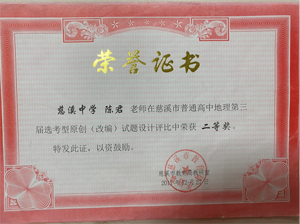 荣誉证书
慈溪中学 陈君 老师在慈溪市普通高中地理第三
届选考型原创（改编）试题设计评比中荣获 二等奖。
特发此证，以资鼓励。